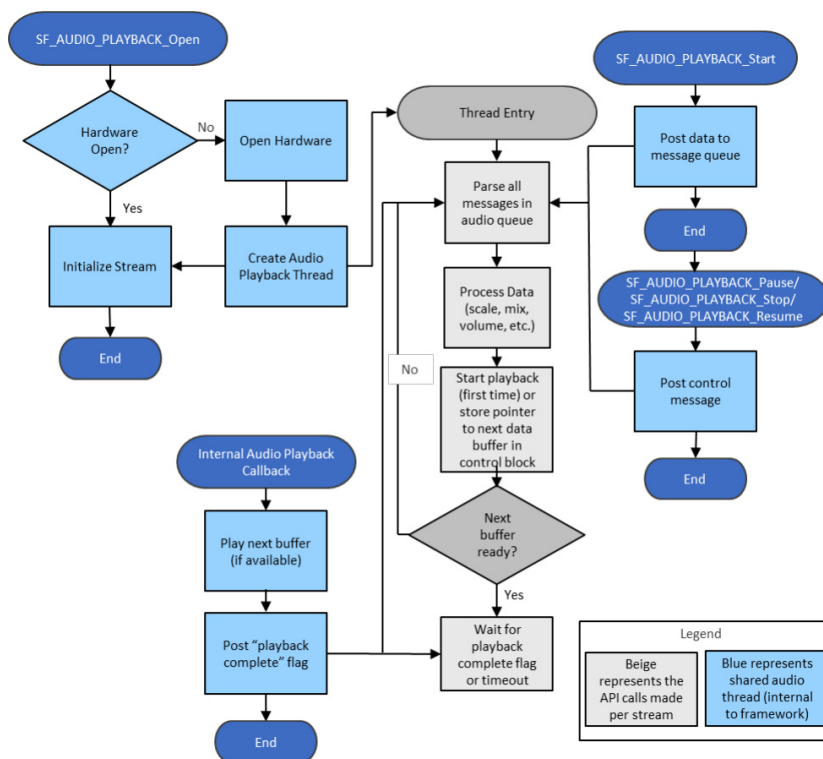 SF_AUDIO_PLAYBACK_Open
Hardware
Open?
No
Yes
Open Hardware
Initialize Stream
Create Audio
Playback Thread
End
Thread Entry
Parse all
messages in
audio queue
Process Data
(scale, mix,
volume, etc.)
No
Start playback
(first time) or
store pointer
to next data
buffer in
control block
Next
buffer
ready?
Yes
Wait for
playback
complete flag
or timeout
SF_AUDIO_PLAYBACK_Start
Post data to
message queue
End
SF_AUDIO_PLAYBACK_Pause/
SF_AUDIO_PLAYBACK_Stop/
SF_AUDIO_PLAYBACK_Resume
Post control
message
End
Internal Audio Playback
Callback
Play next buffer
(if available)
Post “playback
complete” flag
End
Legend
Beige
represents the
API calls made
per stream
Blue represents
shared audio
thread (internal
to framework)